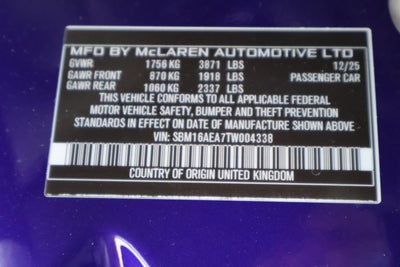 MFD BY McLAREN AUTOMOTIVE LTD
GVWR: 1756 KG 3871 LBS 12/25
GAWR FRONT 870 KG 1918 LBS PASSENGER CAR
GAWR REAR 1060 KG 2337 LBS
THIS VEHICLE CONFORMS TO ALL APPLICABLE FEDERAL
MOTOR VEHICLE SAFETY, BUMPER AND THEFT PREVENTION
STANDARDS IN EFFECT ON THE DATE OF MANUFACTURE SHOWN ABOVE
VIN: SBM16AEA7TW004338
COUNTRY OF ORIGIN UNITED KINGDOM